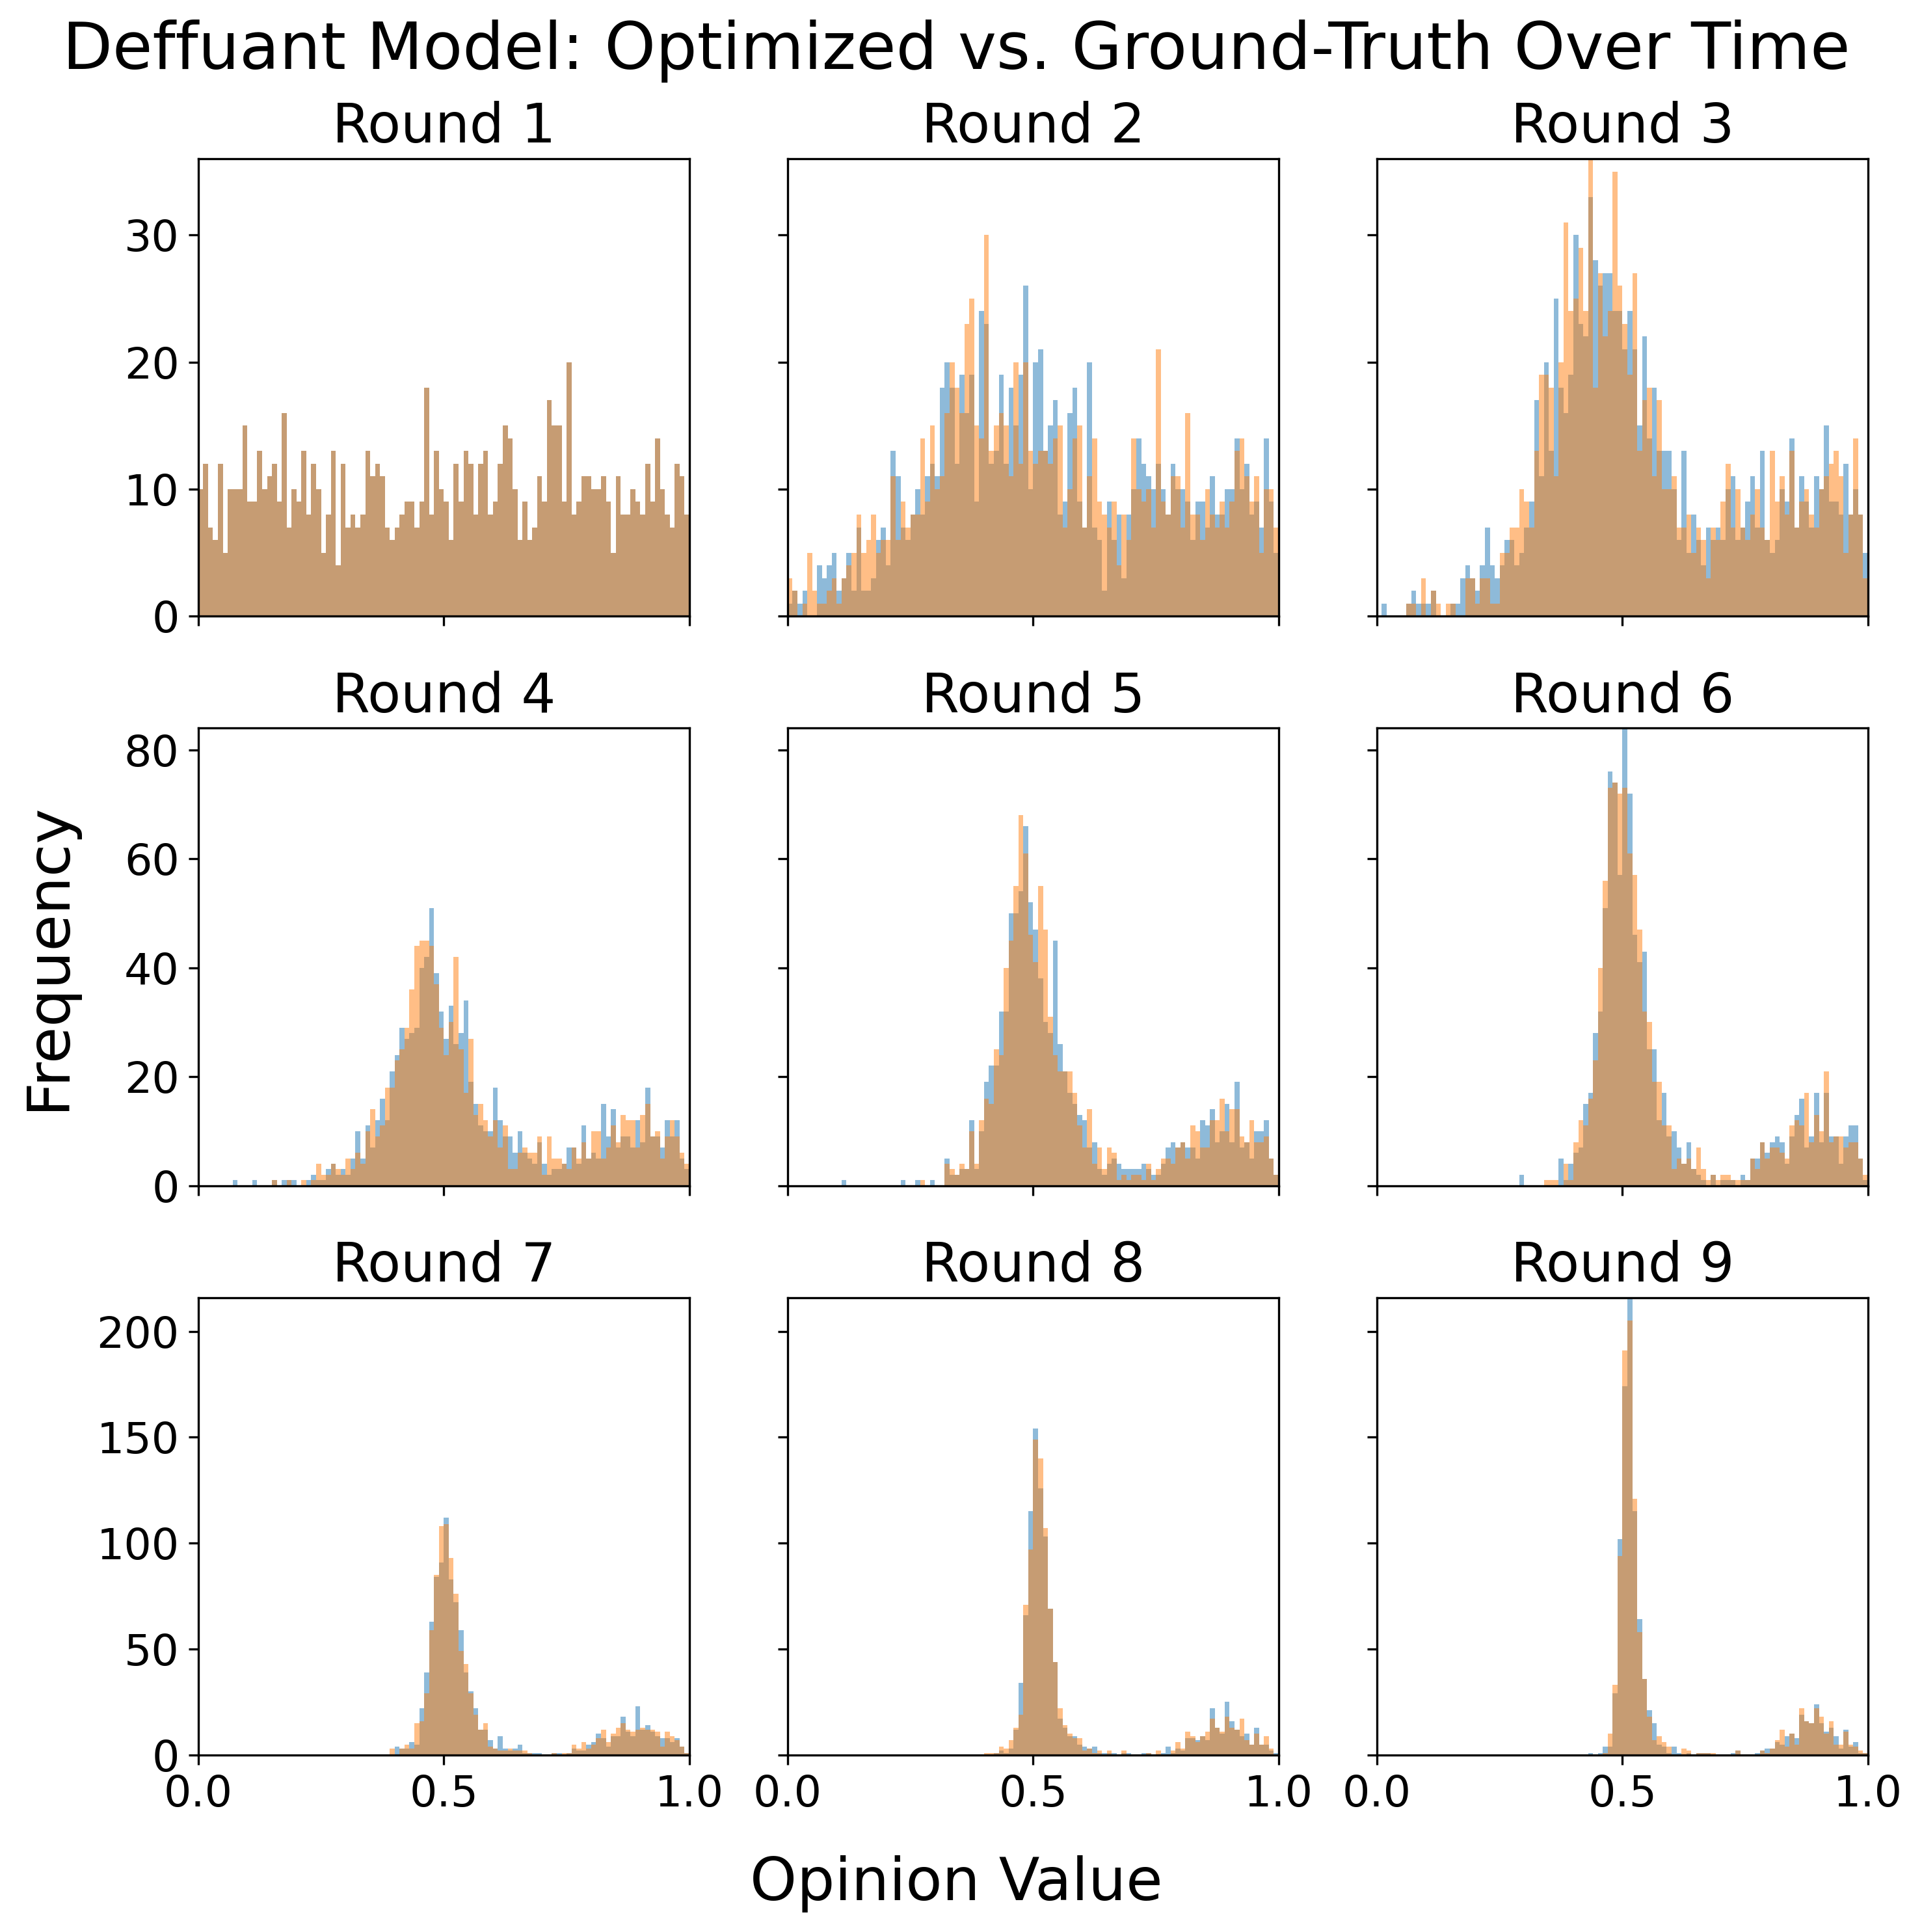 Deffuant Model: Optimized vs. Ground-Truth Over Time
Round 1
Round 2
Round 3
30
20
10
0
Round 4
Round 5
Round 6
80
60
40
20
0
Frequency
Round 7
Round 8
Round 9
200
150
100
50
0
0.0 0.5 1.0 0.0 0.5 1.0 0.0 0.5 1.0
Opinion Value